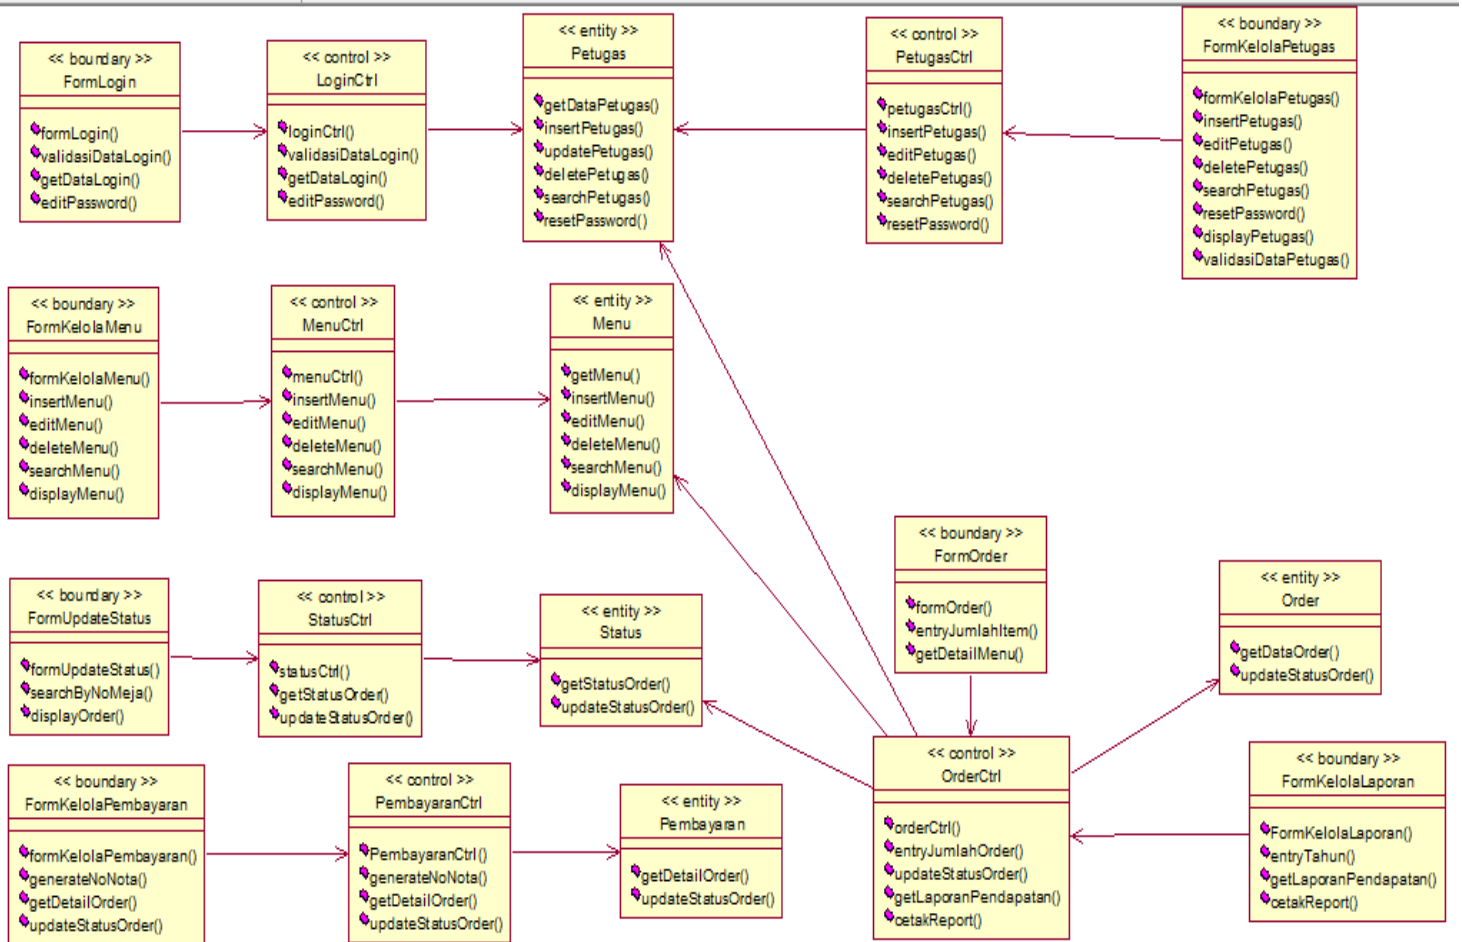 << boundary >>
FormLogin
formLogin()
validasiDataLogin()
getDataLogin()
editPassword()
<< control >>
LoginCtrl
loginCtrl()
validasiDataLogin()
getDataLogin()
editPassword()
<< entity >>
Petugas
getDataPetugas()
insertPetugas()
updatePetugas()
deletePetugas()
searchPetugas()
resetPassword()
<< control >>
PetugasCtrl
petugasCtrl()
insertPetugas()
editPetugas()
deletePetugas()
searchPetugas()
resetPassword()
<< boundary >>
FormKelolaPetugas
formKelolaPetugas()
insertPetugas()
editPetugas()
deletePetugas()
searchPetugas()
resetPassword()
displayPetugas()
validasiDataPetugas()
<< boundary >>
FormKelolaMenu
formKelolaMenu()
insertMenu()
editMenu()
deleteMenu()
searchMenu()
displayMenu()
<< control >>
MenuCtrl
menuCtrl()
insertMenu()
editMenu()
deleteMenu()
searchMenu()
displayMenu()
<< entity >>
Menu
getMenu()
insertMenu()
editMenu()
deleteMenu()
searchMenu()
displayMenu()
<< boundary >>
FormUpdateStatus
formUpdateStatus()
searchByNoMeja()
displayOrder()
<< control >>
StatusCtrl
statusCtrl()
getStatusOrder()
updateStatusOrder()
<< entity >>
Status
getStatusOrder()
updateStatusOrder()
<< boundary >>
FormOrder
formOrder()
entryJumlahItem()
getDetailMenu()
<< entity >>
Order
getDataOrder()
updateStatusOrder()
<< boundary >>
FormKelolaPembayaran
formKelolaPembayaran()
generateNoNota()
getDetailOrder()
updateStatusOrder()
<< control >>
PembayaranCtrl
PembayaranCtrl()
generateNoNota()
getDetailOrder()
updateStatusOrder()
<< entity >>
Pembayaran
getDetailOrder()
updateStatusOrder()
<< control >>
OrderCtrl
orderCtrl()
entryJumlahOrder()
updateStatusOrder()
getLaporanPendapatan()
cetakReport()
<< boundary >>
FormKelolaLaporan
FormKelolaLaporan()
entryTahun()
getLaporanPendapatan()
cetakReport()